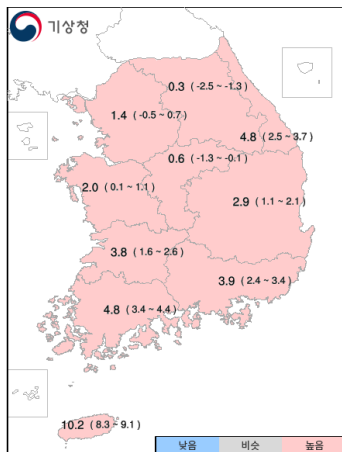 기상청
0.3 ( -2.5 ~ -1.3)
1.4 ( -0.5 ~ 0.7)
4.8 ( 2.5 ~ 3.7)
0.6 ( -1.3 ~ -0.1)
2.0 ( 0.1 ~ 1.1)
2.9 ( 1.1 ~ 2.1)
3.8 ( 1.6 ~ 2.6)
3.9 ( 2.4 ~ 3.4)
4.8 ( 3.4 ~ 4.4)
10.2 ( 8.3 ~ 9.1)
낮음 비슷 높음